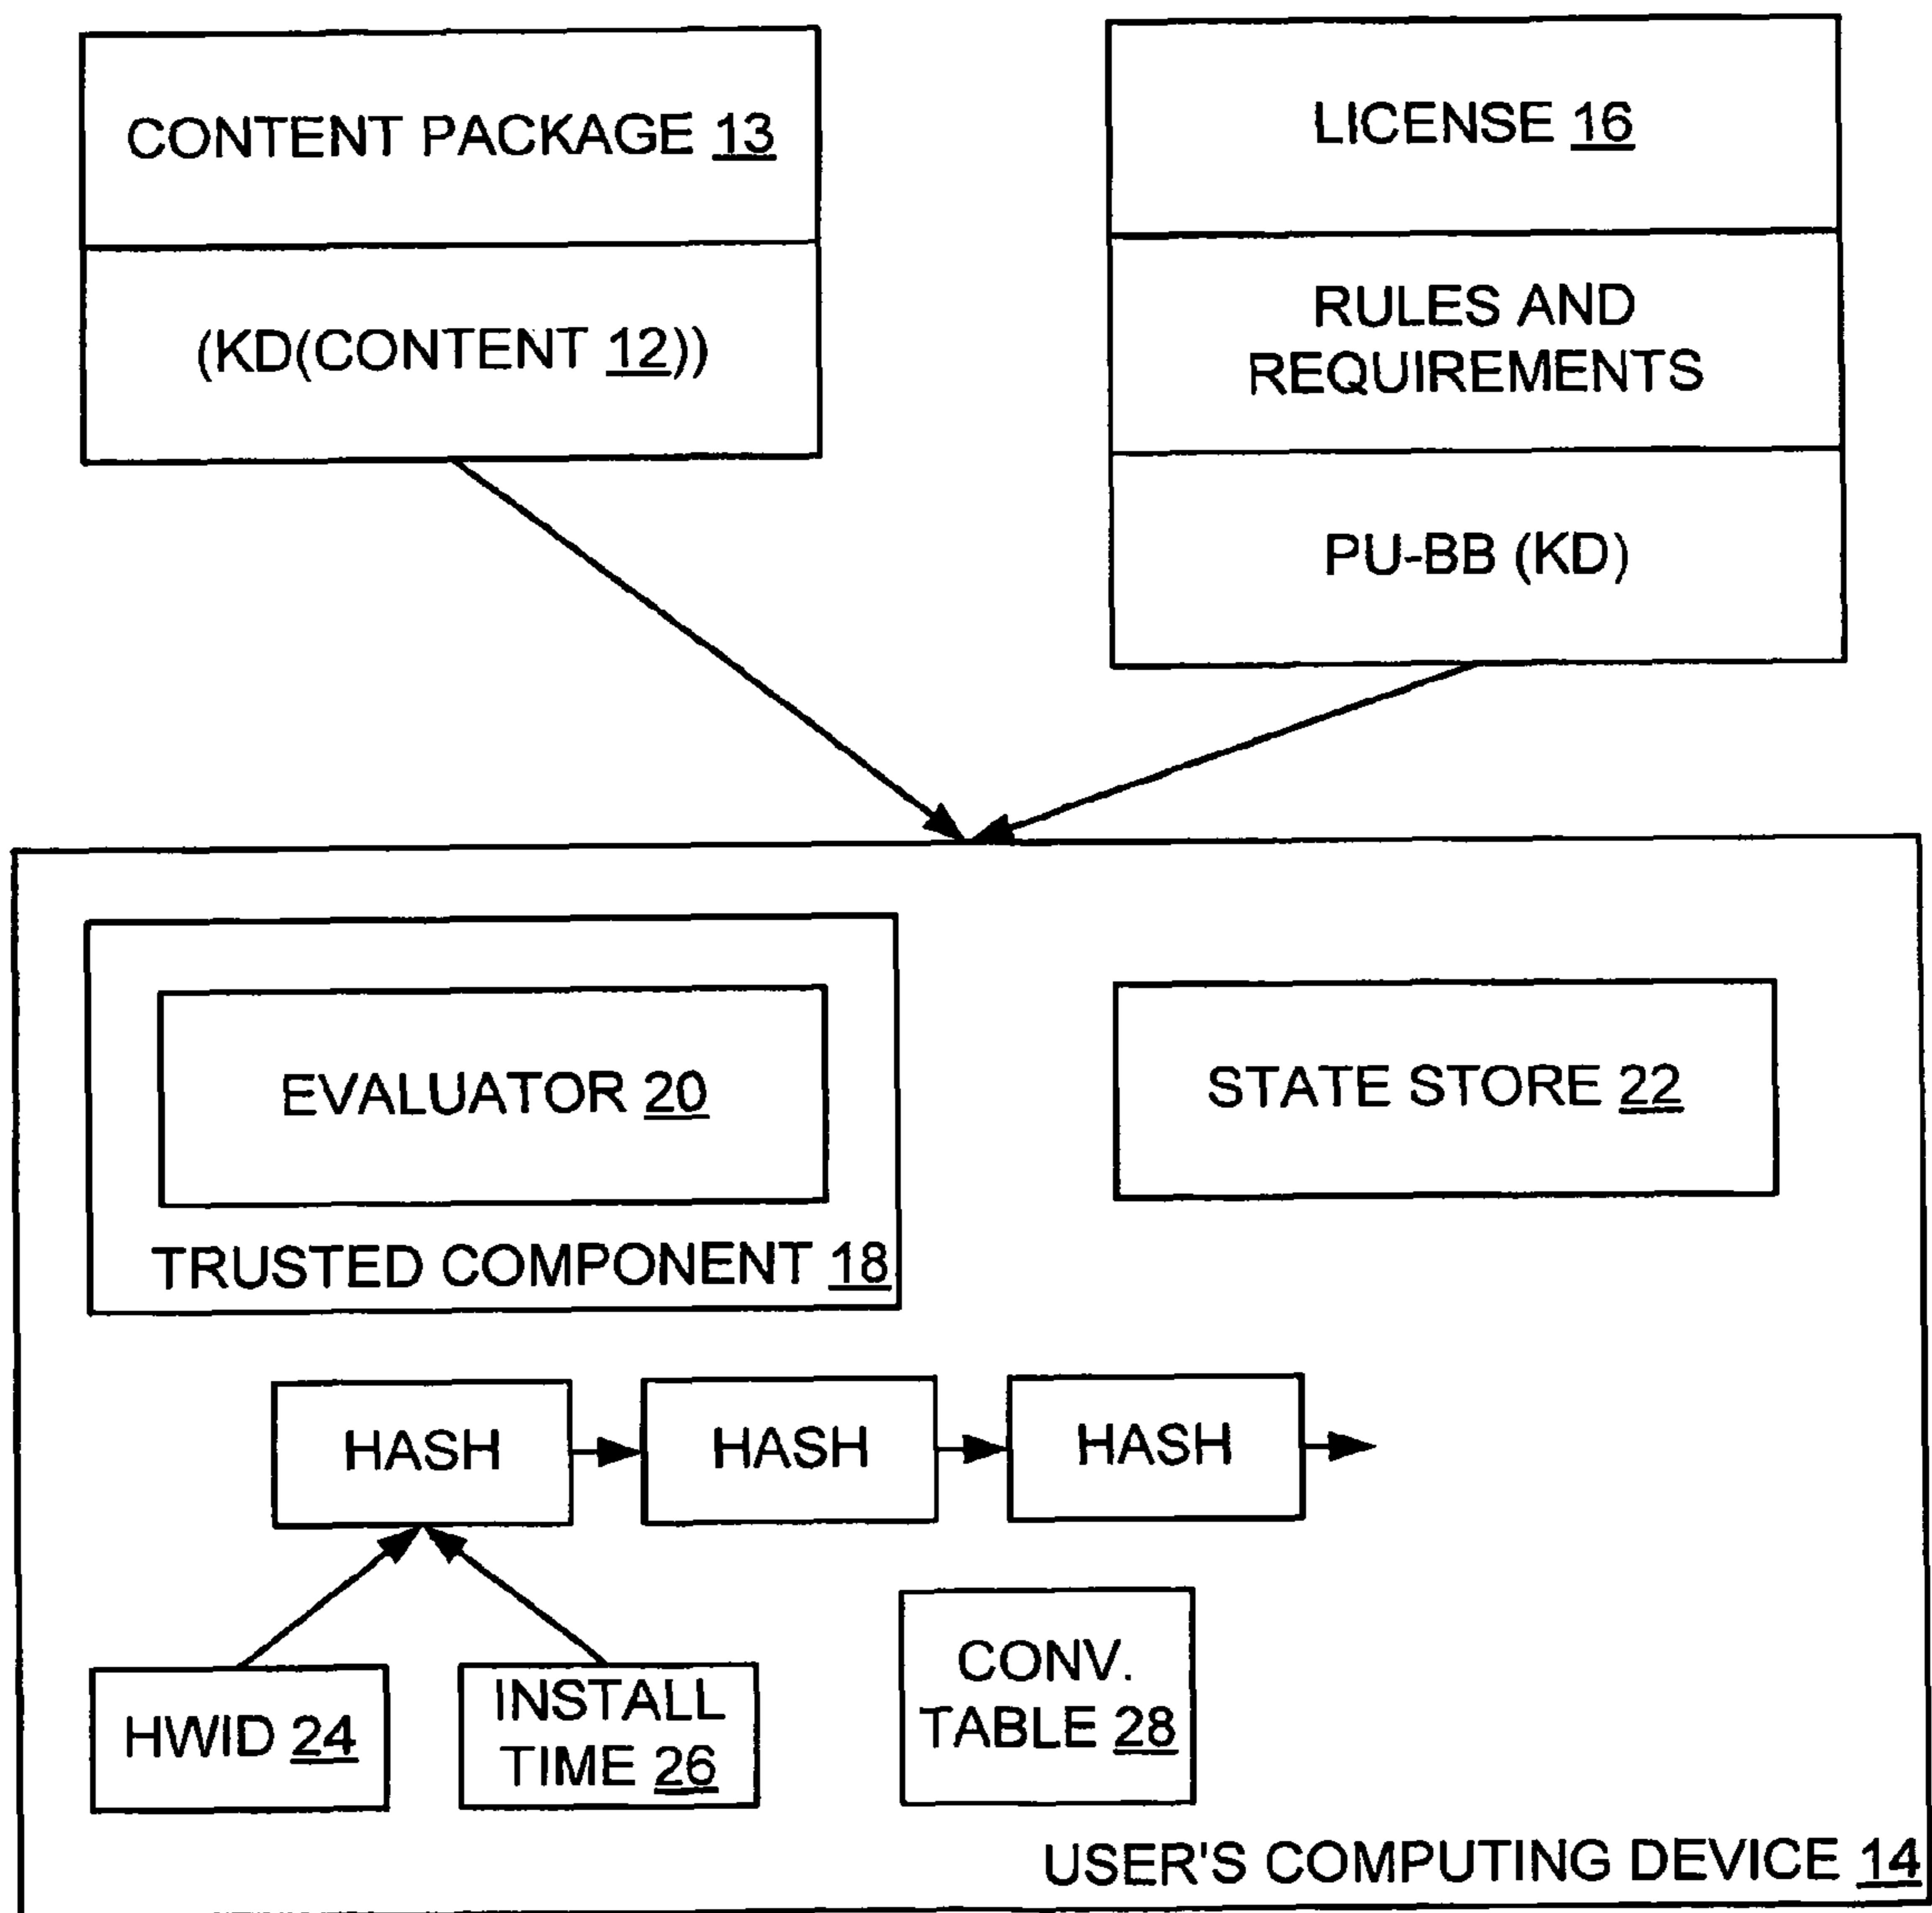 CONTENT PACKAGE 13
(KD(CONTENT 12))
LICENSE 16
RULES AND
REQUIREMENTS
PU-BB (KD)
EVALUATOR 20
TRUSTED COMPONENT 18
STATE STORE 22
HASH
HASH
HASH
HWID 24
INSTALL
TIME 26
CONV.
TABLE 28
USER'S COMPUTING DEVICE 14